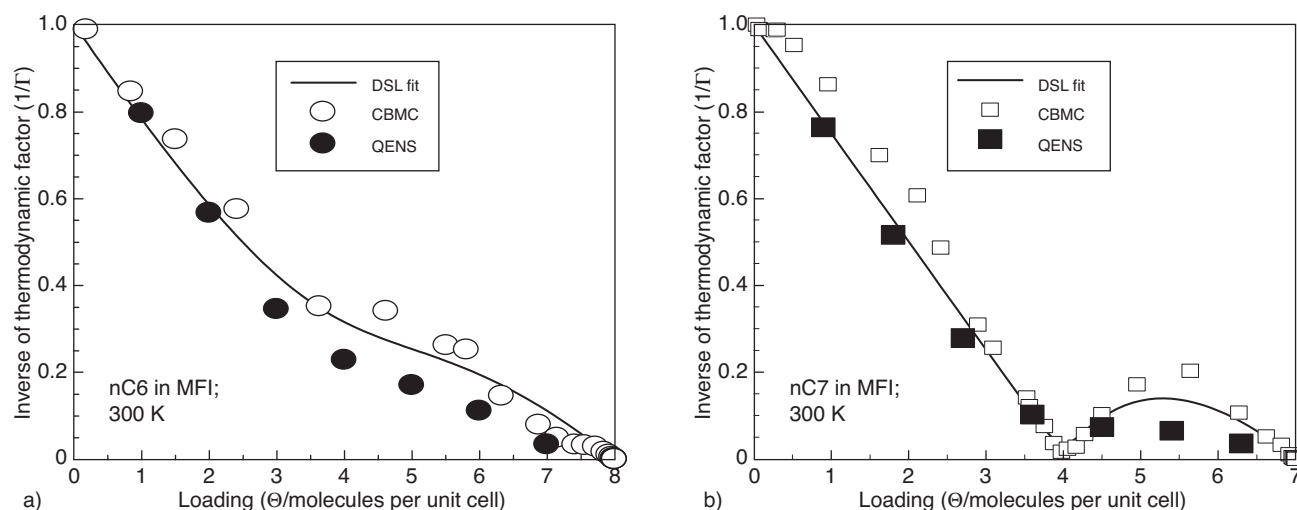 Inverse of thermodynamic factor (1/Γ)
1.0
0.8
0.6
0.4
0.2
0
DSL fit
CBMC
QENS
nC6 in MFI;
300 K
0 1 2 3 4 5 6 7 8
a) Loading (Θ/molecules per unit cell)
Inverse of thermodynamic factor (1/Γ)
1.0
0.8
0.6
0.4
0.2
0
DSL fit
CBMC
QENS
nC7 in MFI;
300 K
0 1 2 3 4 5 6 7
b) Loading (Θ/molecules per unit cell)